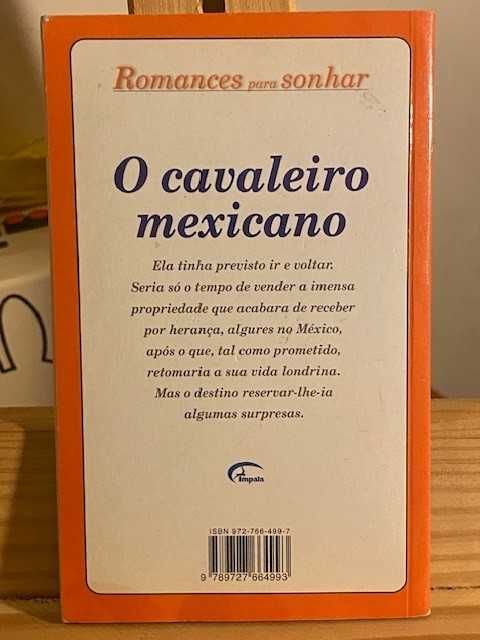 Romances para sonhar
O cavaleiro
mexicano
Ela tinha previsto ir e voltar.
Seria só o tempo de vender a imensa
propriedade que acabara de receber
por herança, algures no México,
após o que, tal como prometido,
retomaria a sua vida londrina.
Mas o destino reservar-lhe-ia
algumas surpresas.
Impala
ISBN 972-766-499-7
9 789727 664993